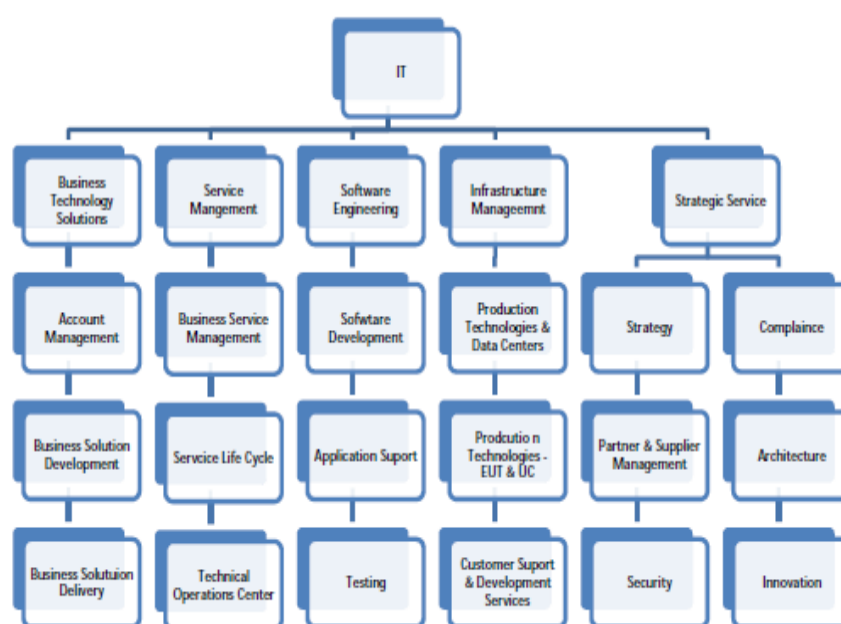 IT
Business
Technology
Solutions
Service
Mangement
Software
Engineering
Infrastructure
Manageemnt
Strategic Service
Account
Management
Business Service
Management
Sofwtare
Development
Production
Technologies &
Data Centers
Strategy
Complaince
Business Solution
Development
Servcice Life Cycle
Application Suport
Prodcutio n
Technologies -
EUT & UC
Partner & Supplier
Management
Architecture
Business Solutuion
Delivery
Technical
Operations Center
Testing
Customer Suport
& Development
Services
Security
Innovation